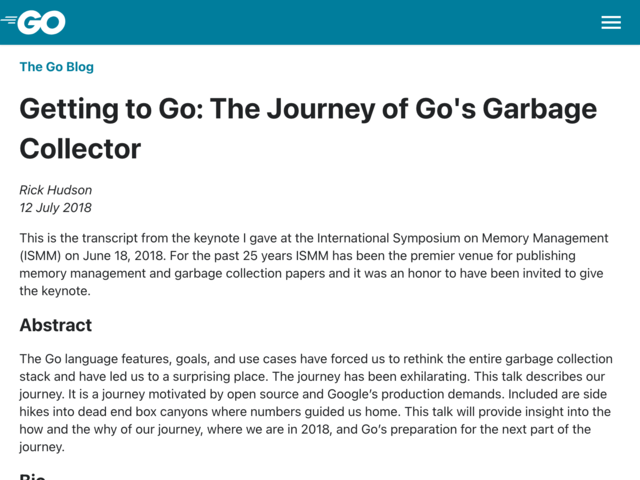 GO
The Go Blog
Getting to Go: The Journey of Go's Garbage
Collector
Rick Hudson
12 July 2018
This is the transcript from the keynote I gave at the International Symposium on Memory Management
(ISMM) on June 18, 2018. For the past 25 years ISMM has been the premier venue for publishing
memory management and garbage collection papers and it was an honor to have been invited to give
the keynote.
Abstract
The Go language features, goals, and use cases have forced us to rethink the entire garbage collection
stack and have led us to a surprising place. The journey has been exhilarating. This talk describes our
journey. It is a journey motivated by open source and Google’s production demands. Included are side
hikes into dead end box canyons where numbers guided us home. This talk will provide insight into the
how and the why of our journey, where we are in 2018, and Go’s preparation for the next part of the
journey.